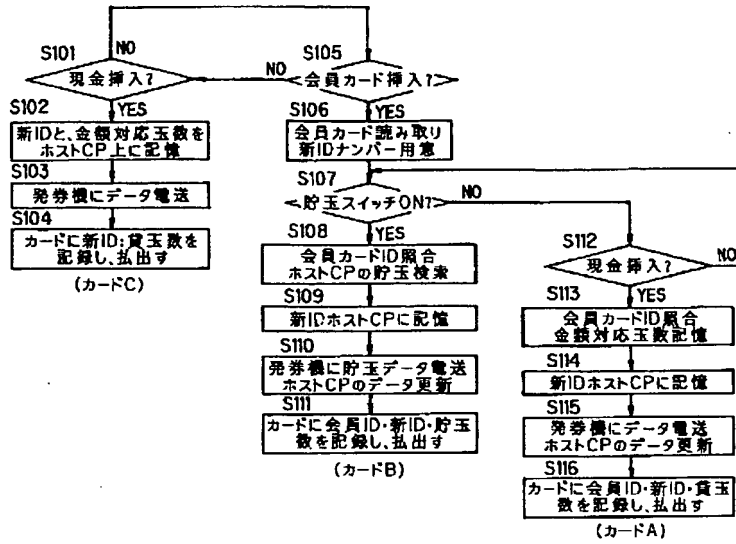 S101
NO
現金挿入?
YES
S102
新IDと、金額対応玉数を
ホストCP上に記憶
S103
発券機にデータ電送
S104
カードに新ID:貸玉数を
記録し、払出す
(カードC)
S105
NO
会員カード挿入?
YES
S106
会員カード読み取り
新IDナンバー用意
S107
貯玉スイッチON?
NO
YES
S108
会員カードID照合
ホストCPの貯玉検索
S109
新IDホストCPに記憶
S110
発券機に貯玉データ電送
ホストCPのデータ更新
S111
カードに会員ID・新ID・貯玉
数を記録し、払出す
(カードB)
S112
現金挿入?
NO
YES
S113
会員カードID照合
金額対応玉数記憶
S114
新IDホストCPに記憶
S115
発券機にデータ電送
ホストCPのデータ更新
S116
カードに会員ID・新ID・貸玉
数を記録し、払出す
(カードA)